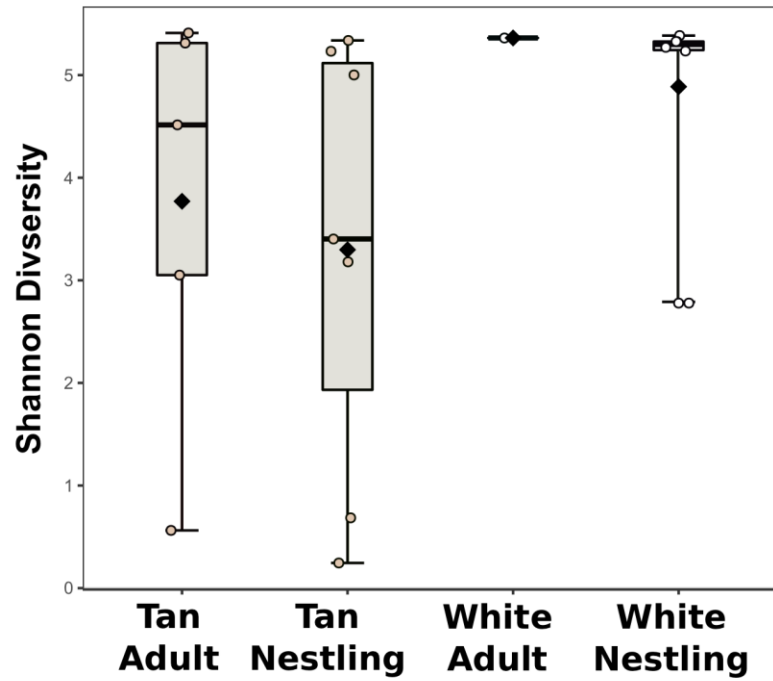 Shannon Divsersity
5
4
3
2
1
0
Tan
Adult
Tan
Nestling
White
Adult
White
Nestling